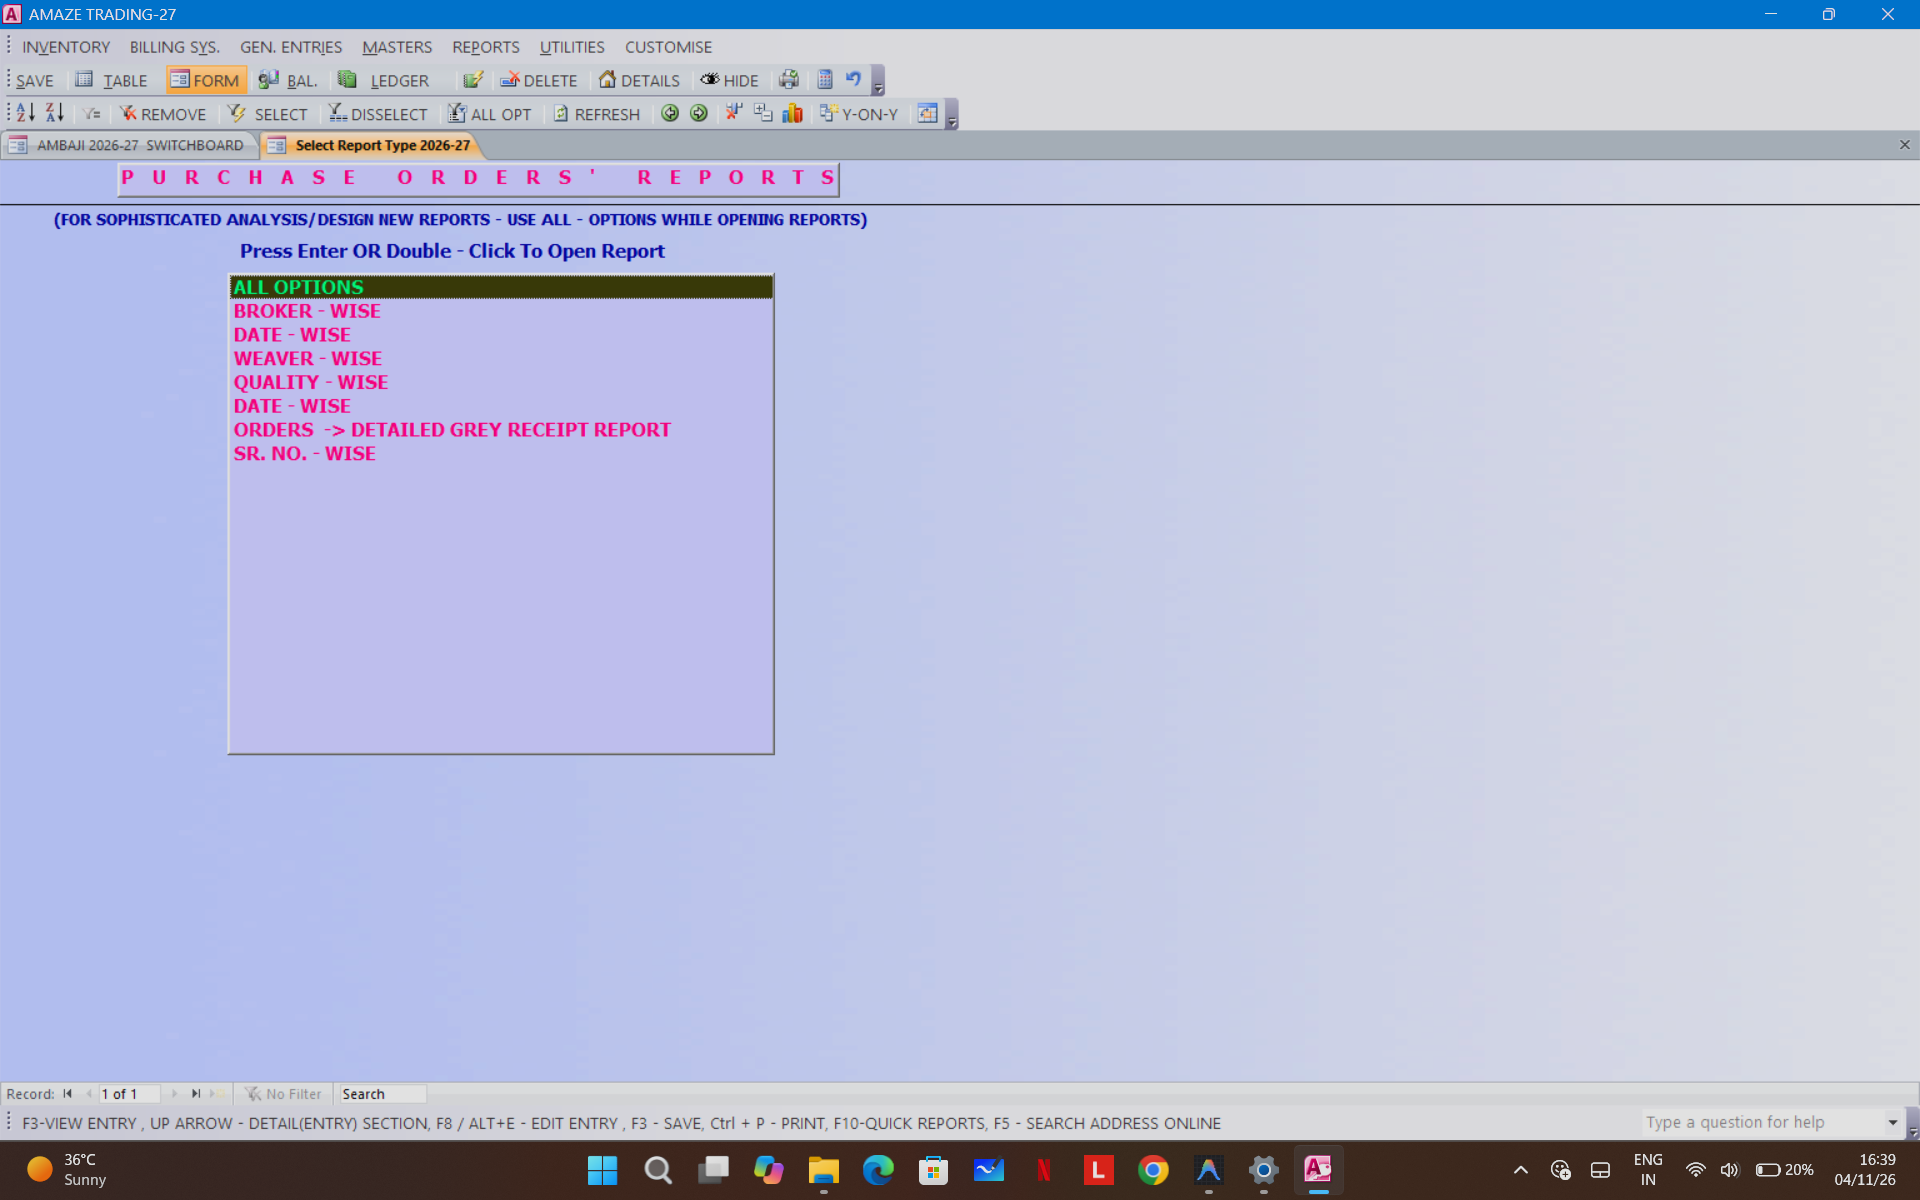 AMAZE TRADING-27
INVENTORY BILLING SYS. GEN. ENTRIES MASTERS REPORTS UTILITIES CUSTOMISE
SAVE TABLE FORM BAL. LEDGER DELETE DETAILS HIDE
REMOVE SELECT DISSELECT ALL OPT REFRESH Y-ON-Y
AMBAJI 2026-27 SWITCHBOARD Select Report Type 2026-27
PURCHASE ORDERS' REPORTS
(FOR SOPHISTICATED ANALYSIS/DESIGN NEW REPORTS - USE ALL - OPTIONS WHILE OPENING REPORTS)
Press Enter OR Double - Click To Open Report
ALL OPTIONS
BROKER - WISE
DATE - WISE
WEAVER - WISE
QUALITY - WISE
DATE - WISE
ORDERS -> DETAILED GREY RECEIPT REPORT
SR. NO. - WISE
Record: 1 of 1 No Filter Search
F3-VIEW ENTRY , UP ARROW - DETAIL(ENTRY) SECTION, F8 / ALT+E - EDIT ENTRY , F3 - SAVE, Ctrl + P - PRINT, F10-QUICK REPORTS, F5 - SEARCH ADDRESS ONLINE Type a question for help
36°C
Sunny
ENG
IN
20%
16:39
04/11/26